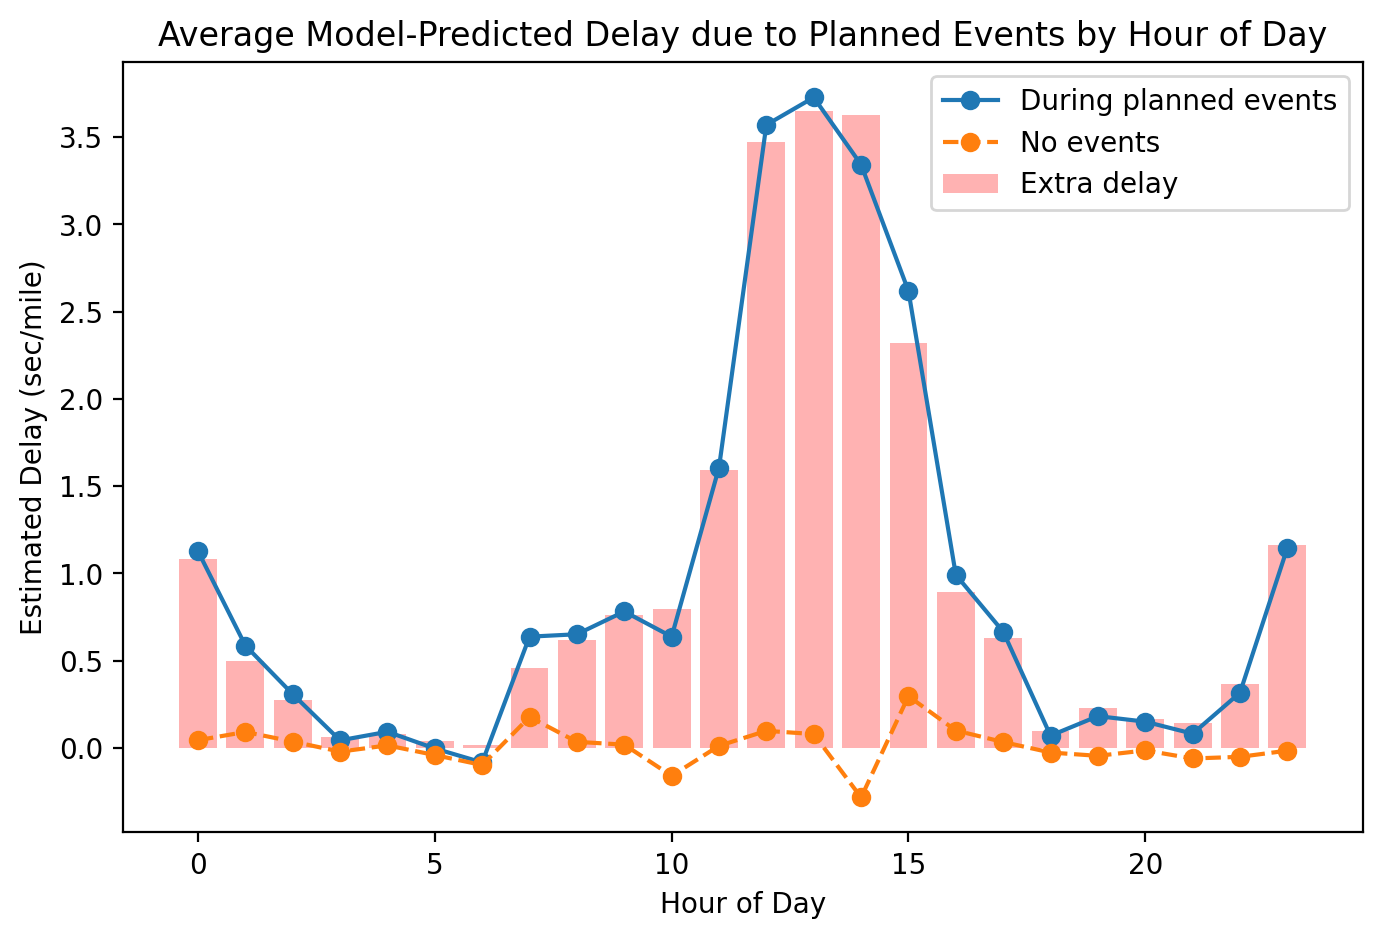 Average Model-Predicted Delay due to Planned Events by Hour of Day
During planned events
No events
Extra delay
Estimated Delay (sec/mile)
3.5
3.0
2.5
2.0
1.5
1.0
0.5
0.0
0 5 10 15 20
Hour of Day